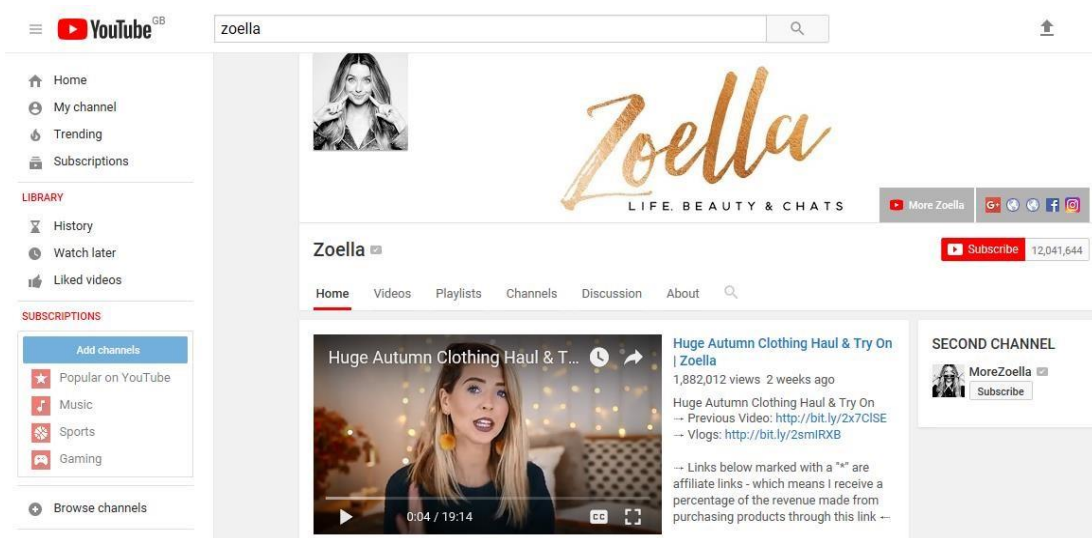 YouTube GB
zoella
Home
My channel
Trending
Subscriptions
LIBRARY
History
Watch later
Liked videos
SUBSCRIPTIONS
Add channels
Popular on YouTube
Music
Sports
Gaming
Browse channels
Zoella
LIFE. BEAUTY & CHATS
More Zoella
G+
Zoella
Subscribe 12,041,644
Home Videos Playlists Channels Discussion About
Huge Autumn Clothing Haul & T...
0:04 / 19:14
CC
Huge Autumn Clothing Haul & Try On
| Zoella
1,882,012 views 2 weeks ago
Huge Autumn Clothing Haul & Try On
→ Previous Video: http://bit.ly/2x7ClSE
→ Vlogs: http://bit.ly/2smIRXB
→ Links below marked with a "*" are
affiliate links - which means I receive a
percentage of the revenue made from
purchasing products through this link ←
SECOND CHANNEL
MoreZoella
Subscribe